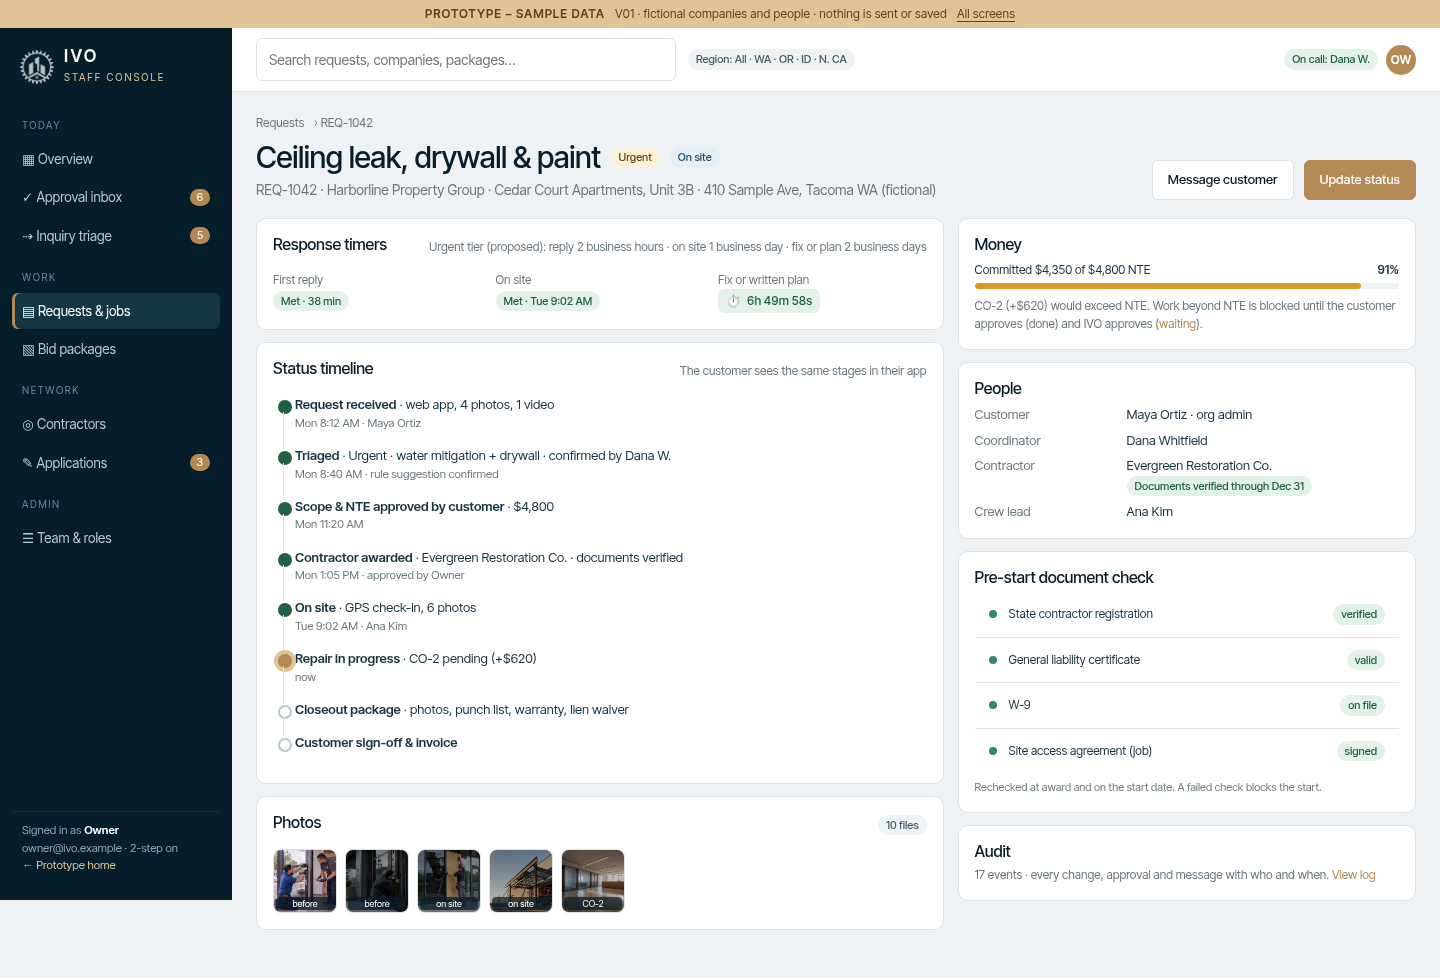 PROTOTYPE – SAMPLE DATA V01 · fictional companies and people · nothing is sent or saved All screens
IVO
STAFF CONSOLE
TODAY
Overview
✓ Approval inbox 6
⇢ Inquiry triage 5
WORK
Requests & jobs
Bid packages
NETWORK
◎ Contractors
✎ Applications 3
ADMIN
☰ Team & roles
Signed in as Owner
owner@ivo.example · 2-step on
← Prototype home
Search requests, companies, packages...
Region: All · WA · OR · ID · N. CA
On call: Dana W.
OW
Requests › REQ-1042
Ceiling leak, drywall & paint Urgent On site
REQ-1042 · Harborline Property Group · Cedar Court Apartments, Unit 3B · 410 Sample Ave, Tacoma WA (fictional)
Message customer
Update status
Response timers
Urgent tier (proposed): reply 2 business hours · on site 1 business day · fix or plan 2 business days
First reply
Met · 38 min
On site
Met · Tue 9:02 AM
Fix or written plan
⏱ 6h 49m 58s
Status timeline
The customer sees the same stages in their app
Request received · web app, 4 photos, 1 video
Mon 8:12 AM · Maya Ortiz
Triaged · Urgent · water mitigation + drywall · confirmed by Dana W.
Mon 8:40 AM · rule suggestion confirmed
Scope & NTE approved by customer · $4,800
Mon 11:20 AM
Contractor awarded · Evergreen Restoration Co. · documents verified
Mon 1:05 PM · approved by Owner
On site · GPS check-in, 6 photos
Tue 9:02 AM · Ana Kim
Repair in progress · CO-2 pending (+$620)
now
Closeout package · photos, punch list, warranty, lien waiver
Customer sign-off & invoice
Photos
10 files
before
before
on site
on site
CO-2
Money
Committed $4,350 of $4,800 NTE 91%
CO-2 (+$620) would exceed NTE. Work beyond NTE is blocked until the customer
approves (done) and IVO approves (waiting).
People
Customer Maya Ortiz · org admin
Coordinator Dana Whitfield
Contractor Evergreen Restoration Co.
Documents verified through Dec 31
Crew lead Ana Kim
Pre-start document check
State contractor registration verified
General liability certificate valid
W-9 on file
Site access agreement (job) signed
Rechecked at award and on the start date. A failed check blocks the start.
Audit
17 events · every change, approval and message with who and when. View log